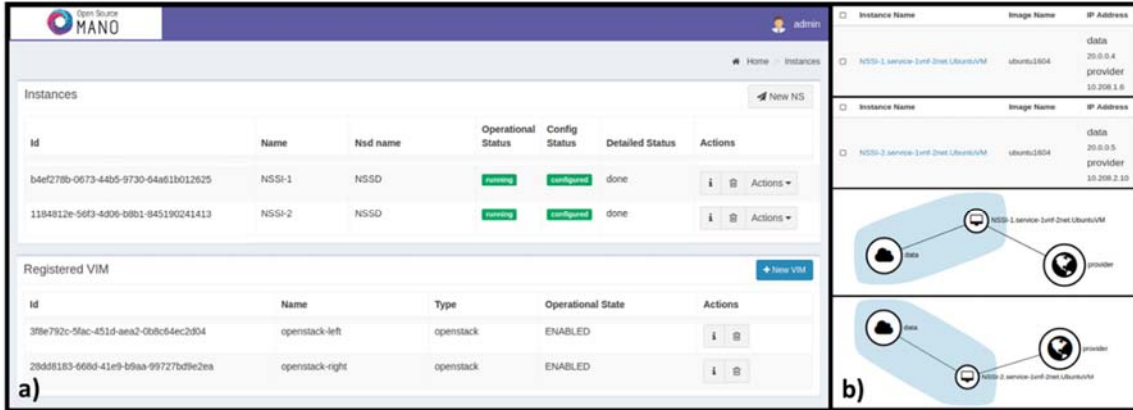 Open Source
MANO
admin
Home Instances
Instances
New NS
Id Name Nsd name Operational Status Config Status Detailed Status Actions
b4ef278b-0673-44b5-9730-64a61b012625 NSSI-1 NSSD running configured done i Actions
1184812e-56f3-4d06-b8b1-845190241413 NSSI-2 NSSD running configured done i Actions
Registered VIM
+ New VIM
Id Name Type Operational State Actions
3f8e792c-5fac-451d-aea2-0b8c64ec2d04 openstack-left openstack ENABLED i
28dd8183-668d-41e9-b9aa-99727bd9e2ea openstack-right openstack ENABLED i
a)
Instance Name Image Name IP Address
data
NSSI-1.service-1vnf-2net.UbuntuVM ubuntu1604 20.0.0.4
provider
10.208.1.6
Instance Name Image Name IP Address
data
NSSI-2.service-1vnf-2net.UbuntuVM ubuntu1604 20.0.0.5
provider
10.208.2.10
NSSI-1.service-1vnf-2net.UbuntuVM
data
provider
data
provider
NSSI-2.service-1vnf-2net.UbuntuVM
b)